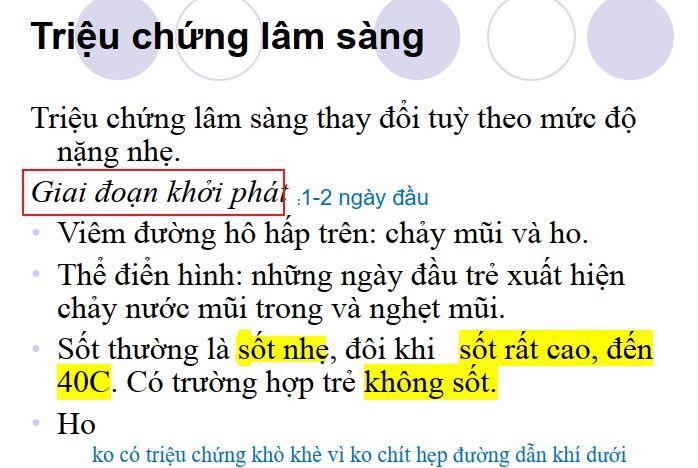 Triệu chứng lâm sàng
Triệu chứng lâm sàng thay đổi tuỳ theo mức độ
nặng nhẹ.
Giai đoạn khởi phát :1-2 ngày đầu
• Viêm đường hô hấp trên: chảy mũi và ho.
• Thể điển hình: những ngày đầu trẻ xuất hiện
chảy nước mũi trong và nghẹt mũi.
• Sốt thường là sốt nhẹ, đôi khi sốt rất cao, đến
40C. Có trường hợp trẻ không sốt.
• Ho
ko có triệu chứng khò khè vì ko chít hẹp đường dẫn khí dưới